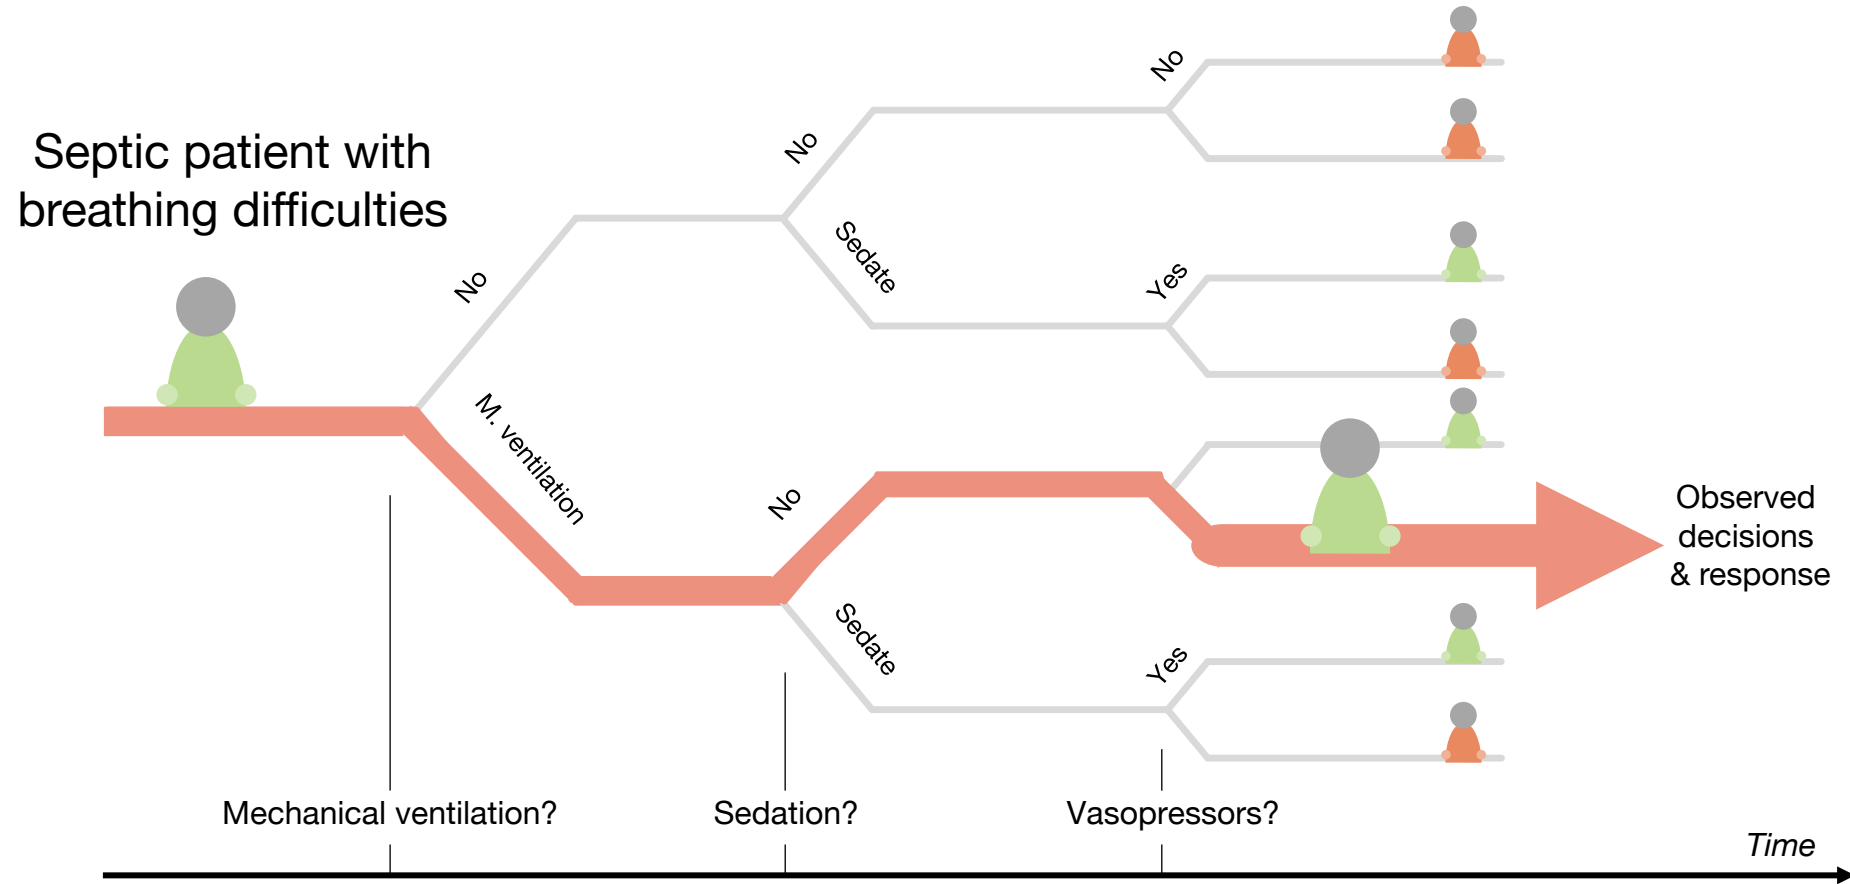 Septic patient with
breathing difficulties
No
M. ventilation
No
Sedate
No
Sedate
No
Yes
Yes
Observed
decisions
& response
Mechanical ventilation?
Sedation?
Vasopressors?
Time